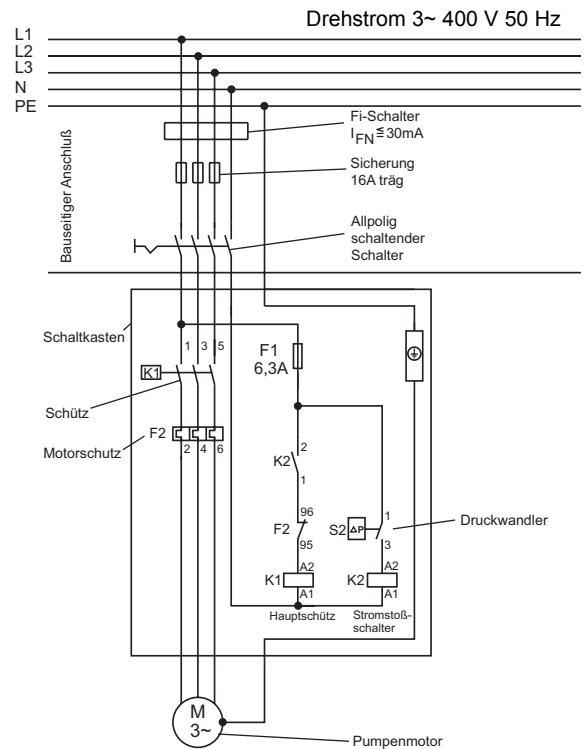 Drehstrom 3~ 400 V 50 Hz
L1
L2
L3
N
PE
Fi-Schalter
I FN ≦ 30mA
Sicherung
16A träg
Bauseitiger Anschluß
Allpolig
schaltender
Schalter
Schaltkasten
1 3 5
F1
6,3A
K1
Schütz
F2
Motorschutz
2 4 6
K2
2
1
96
F2
95
S2
ΔP
1
3
Druckwandler
K1
A2
A1
K2
A2
A1
Hauptschütz
Stromstoß-
schalter
M
3~
Pumpenmotor